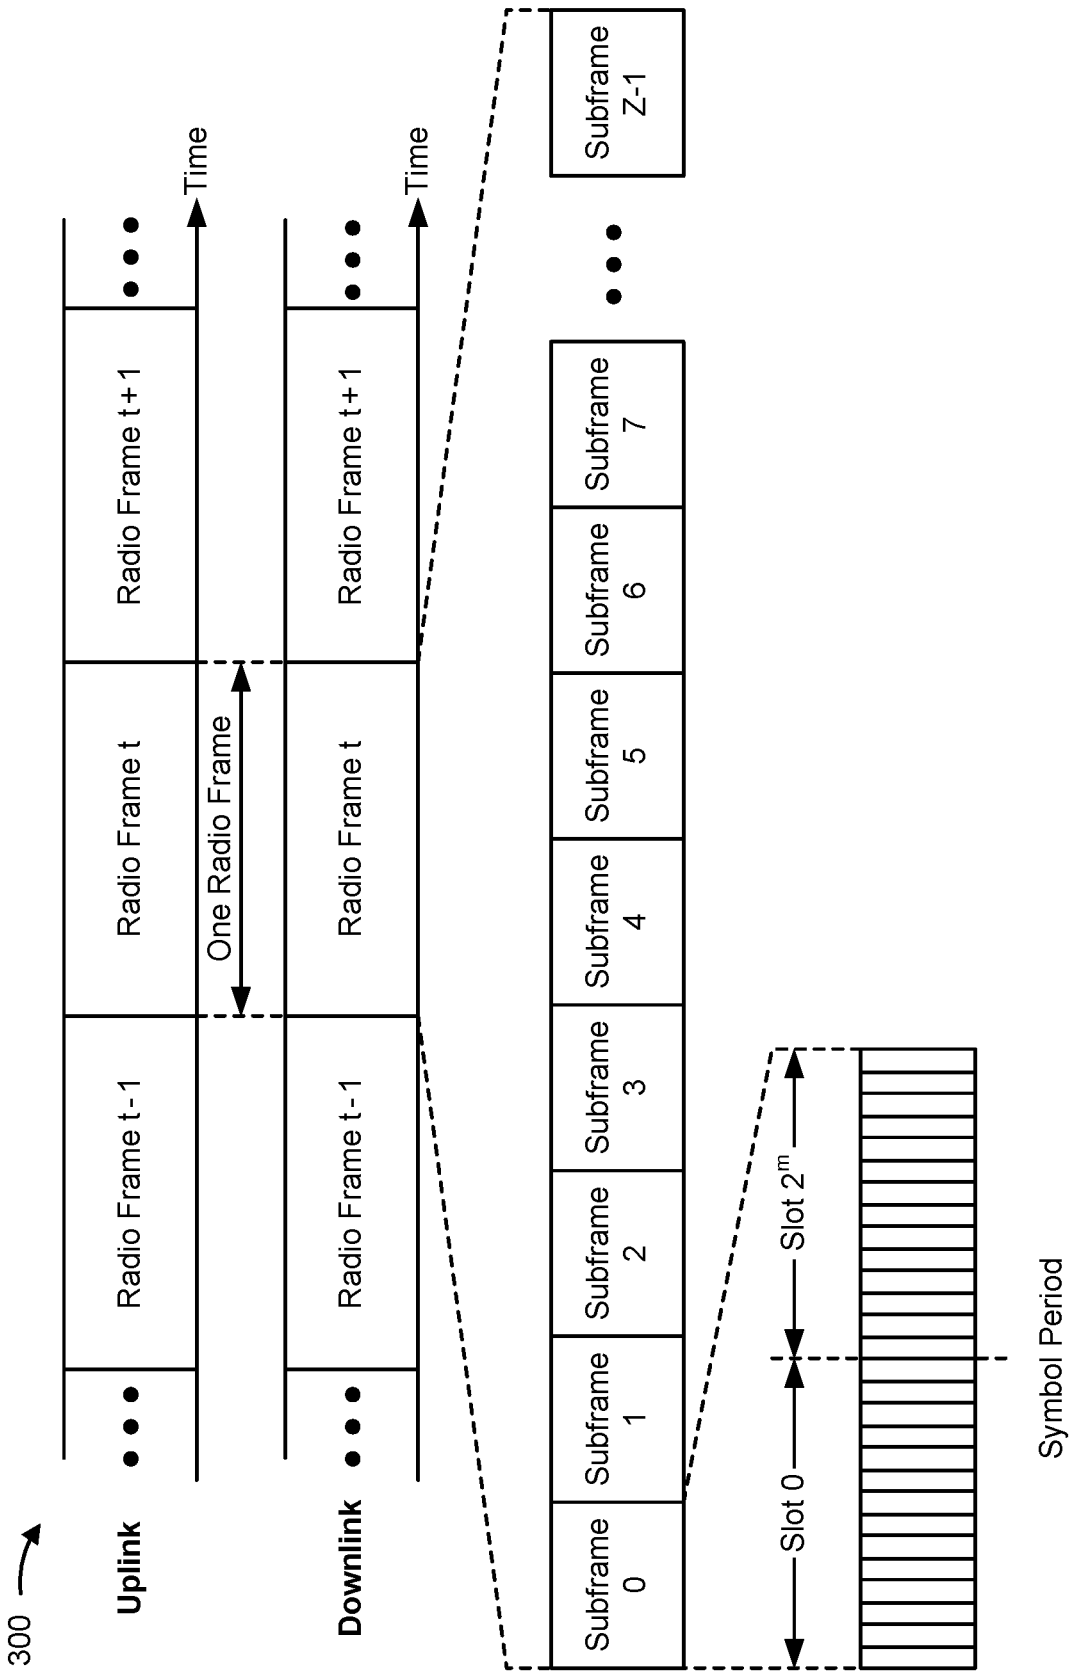 300
Uplink
Radio Frame t-1
Radio Frame t
Radio Frame t+1
Time
One Radio Frame
Downlink
Radio Frame t-1
Radio Frame t
Radio Frame t+1
Time
Subframe
0
Subframe
1
Subframe
2
Subframe
3
Subframe
4
Subframe
5
Subframe
6
Subframe
7
Subframe
Z-1
Slot 0
Slot 2ᵐ
Symbol Period